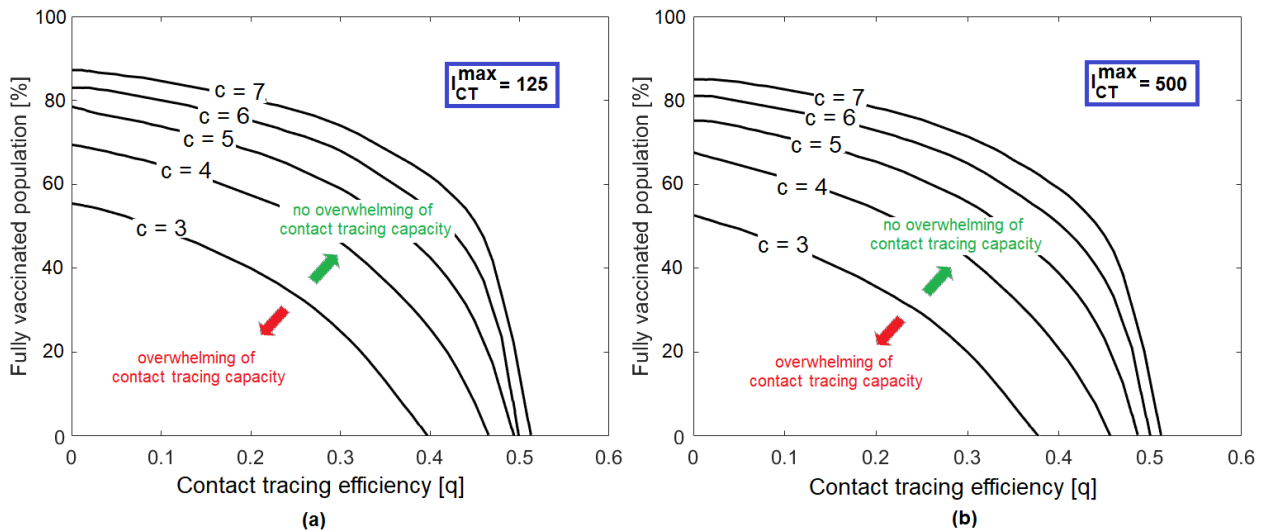 Fully vaccinated population [%]
100
80
60
40
20
0
c = 7
c = 6
c = 5
c = 4
c = 3
I_CT^max = 125
no overwhelming of
contact tracing capacity
overwhelming of
contact tracing capacity
0 0.1 0.2 0.3 0.4 0.5 0.6
Contact tracing efficiency [q]
(a)
Fully vaccinated population [%]
100
80
60
40
20
0
c = 7
c = 6
c = 5
c = 4
c = 3
I_CT^max = 500
no overwhelming of
contact tracing capacity
overwhelming of
contact tracing capacity
0 0.1 0.2 0.3 0.4 0.5 0.6
Contact tracing efficiency [q]
(b)